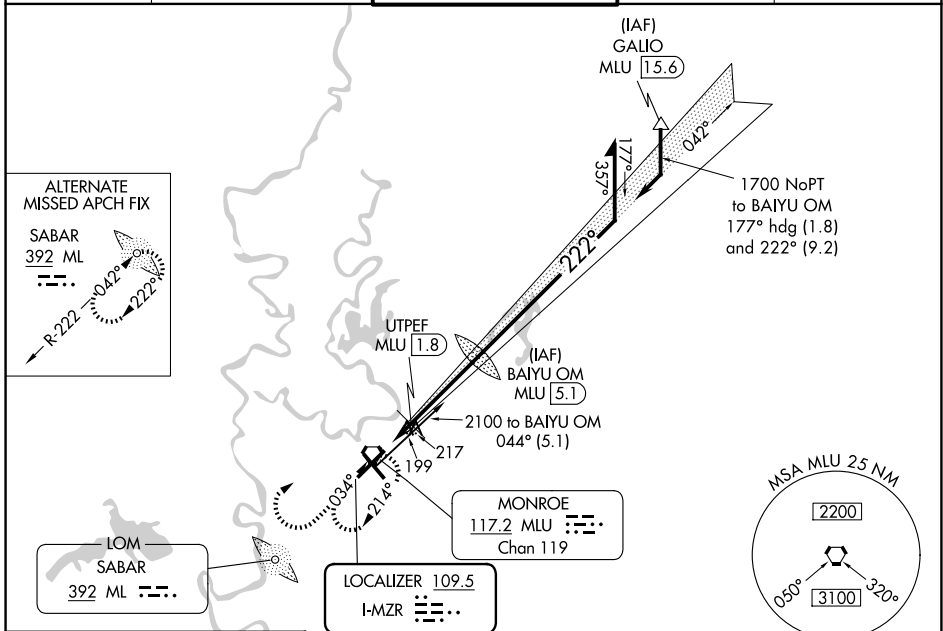 (IAF)
GALIO
MLU 15.6
042°
177°
357°
1700 NoPT
to BAIYU OM
177° hdg (1.8)
and 222° (9.2)
222°
ALTERNATE
MISSED APCH FIX
SABAR
392 ML
042°
222°
R-222
UTPEF
MLU 1.8
(IAF)
BAIYU OM
MLU 5.1
2100 to BAIYU OM
044° (5.1)
217
199
034°
214°
MONROE
117.2 MLU
Chan 119
LOM
SABAR
392 ML
LOCALIZER 109.5
I-MZR
MSA MLU 25 NM
2200
050°
320°
3100